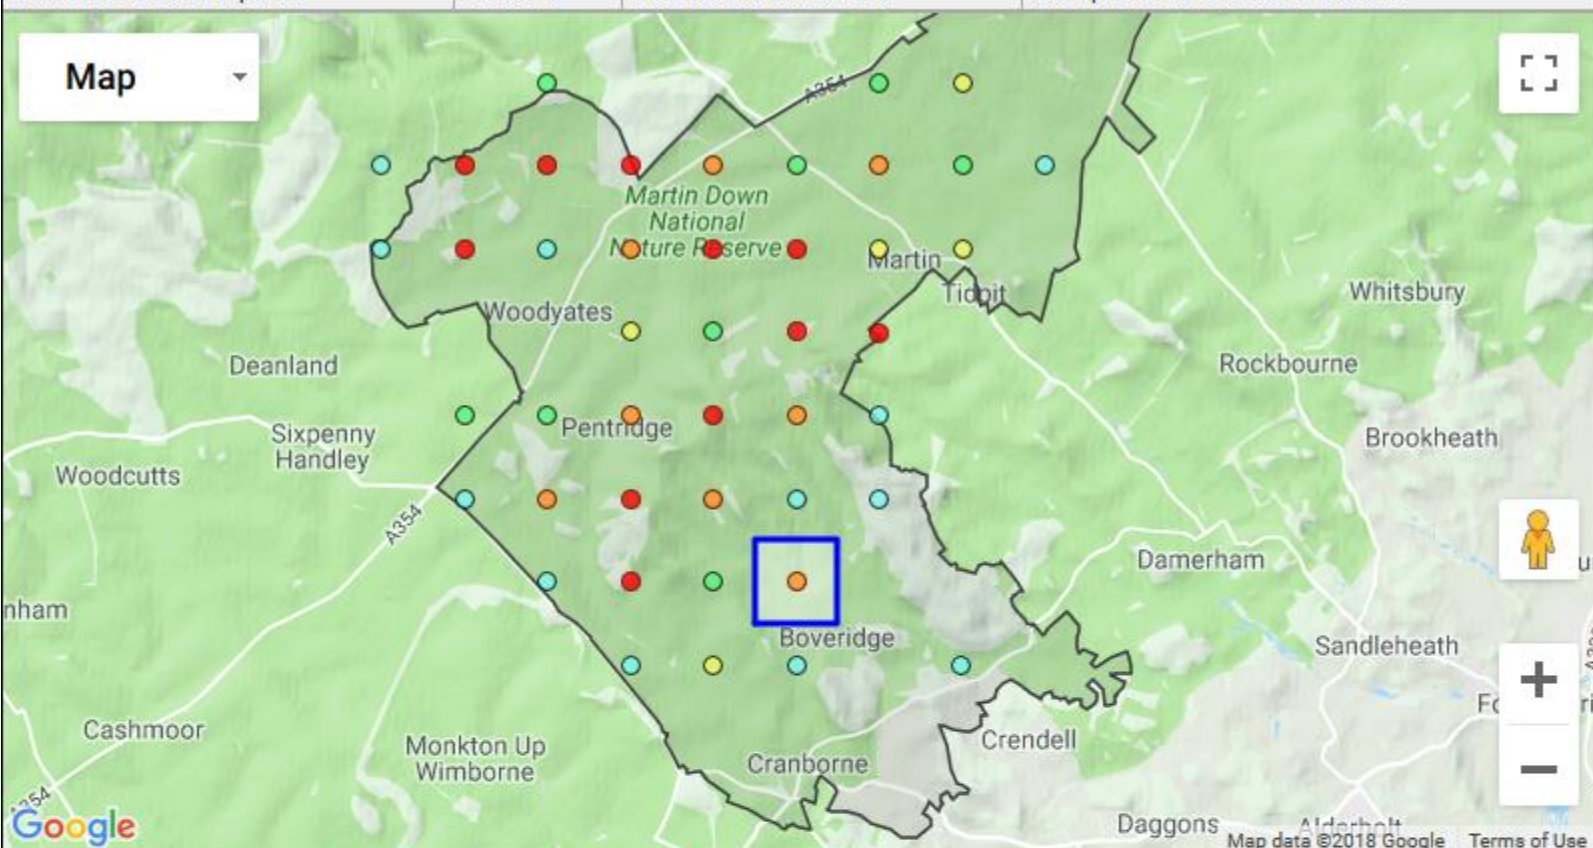 Map
A354
Martin Down
National
Nature Reserve
Martin
Tidpit
Whitsbury
Woodyates
Deanland
Rockbourne
Sixpenny
Handley
Pentridge
Brookheath
Woodcutts
A354
Damerham
nham
Boveridge
Sandleheath
Cashmoor
Monkton Up
Wimborne
Crendell
Cranborne
A354
Google
Daggons
Alderholt
Map data ©2018 Google
Terms of Use